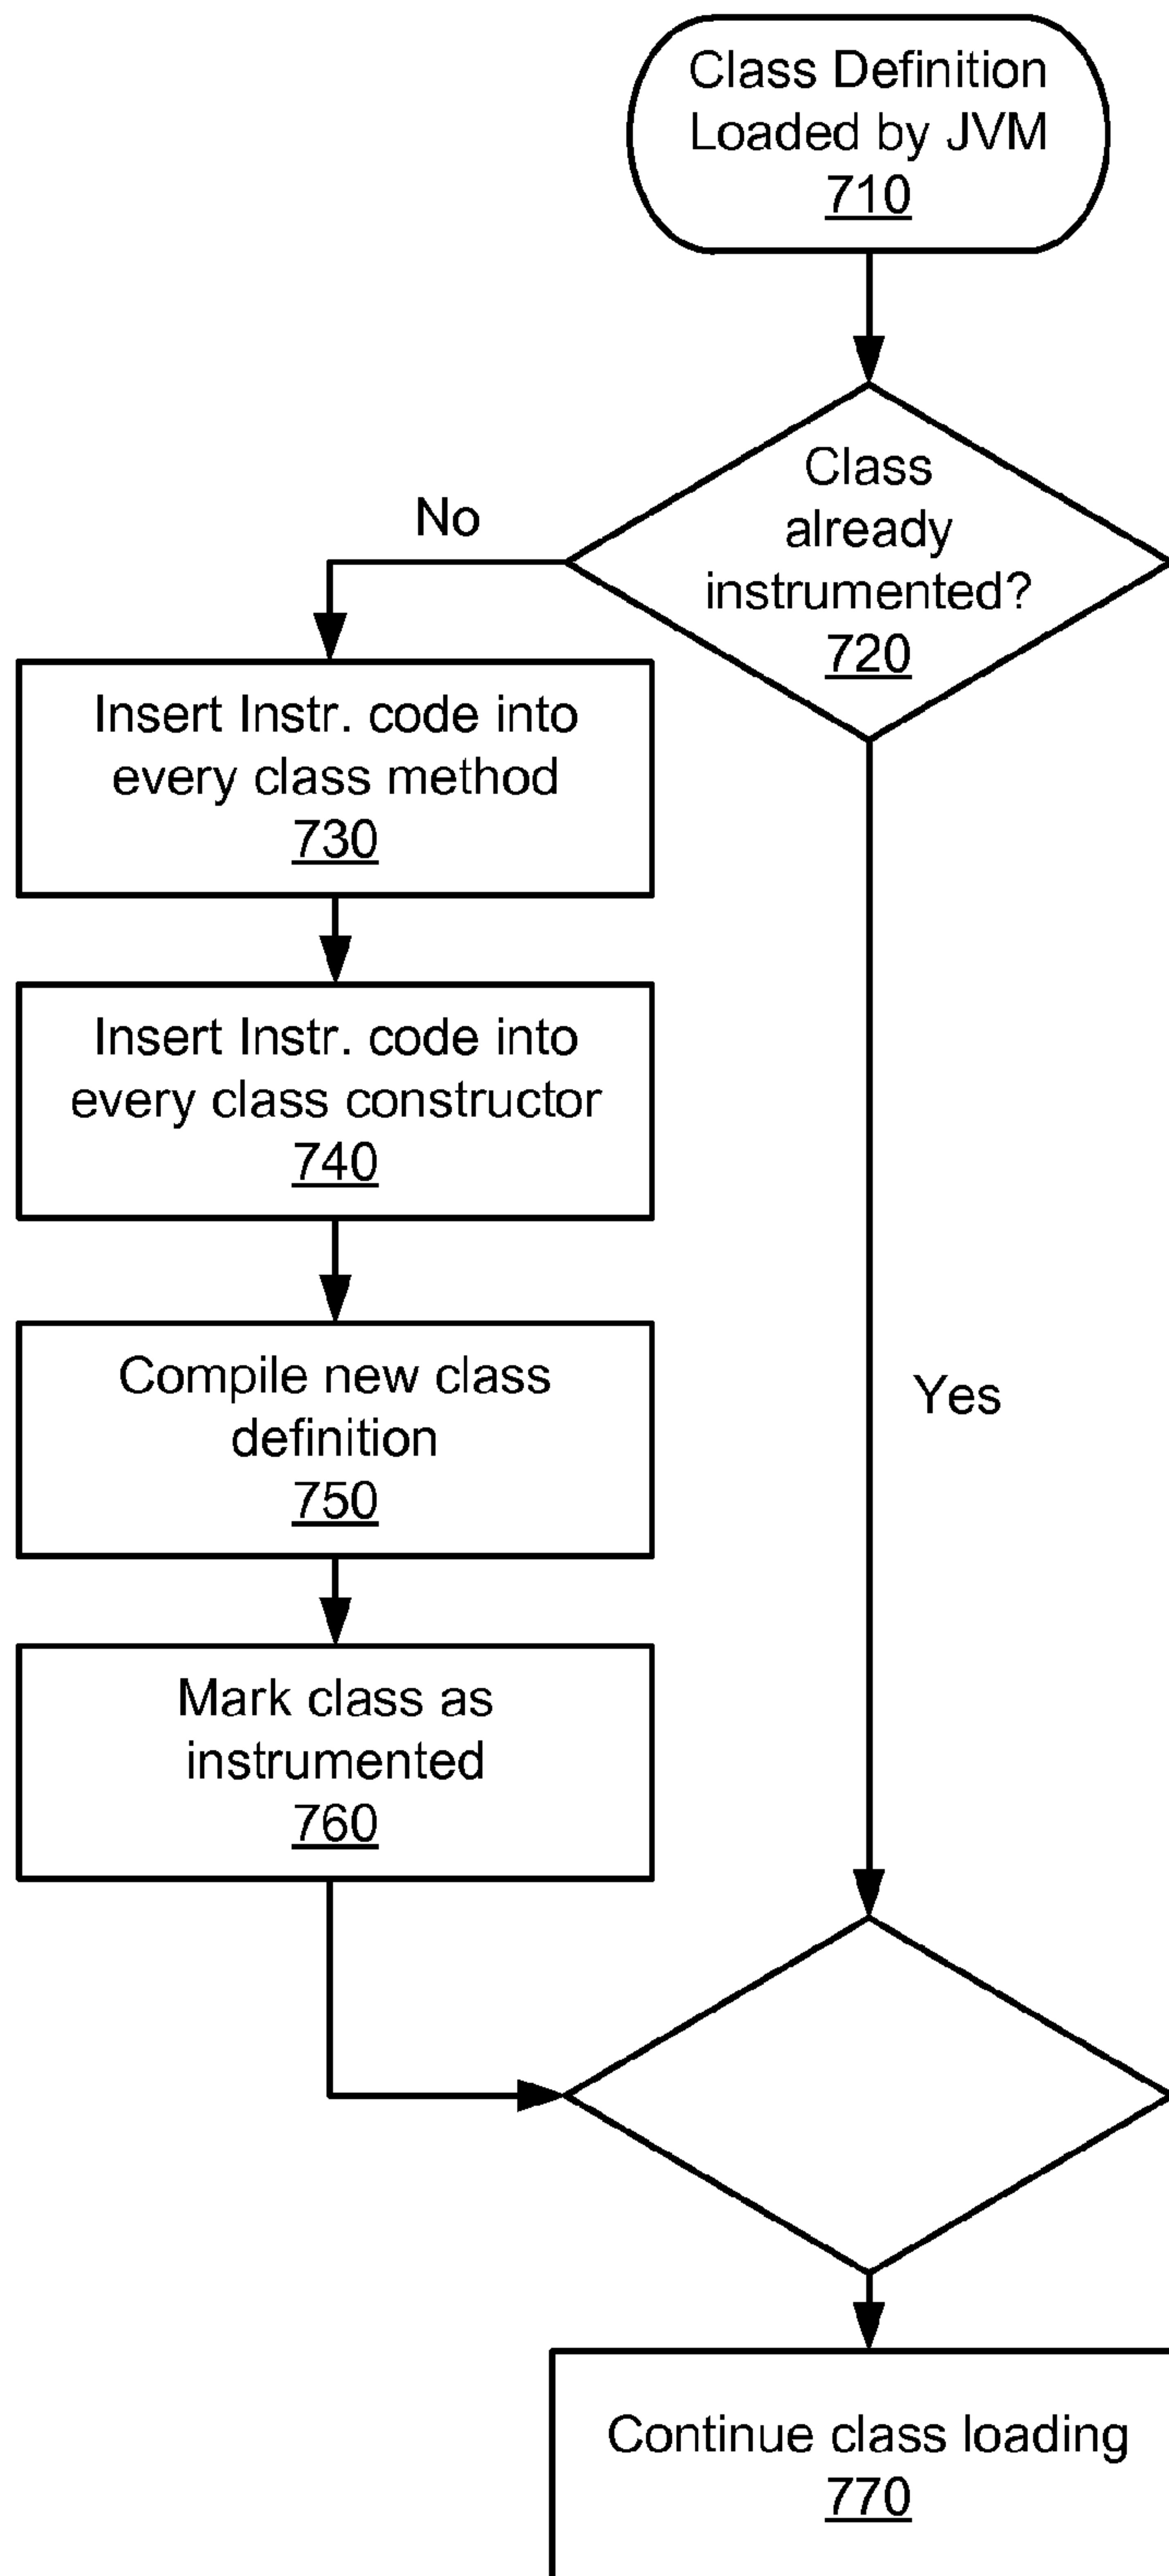 Class Definition
Loaded by JVM
710
Class
already
instrumented?
720
No
Insert Instr. code into
every class method
730
Insert Instr. code into
every class constructor
740
Compile new class
definition
750
Yes
Mark class as
instrumented
760
Continue class loading
770